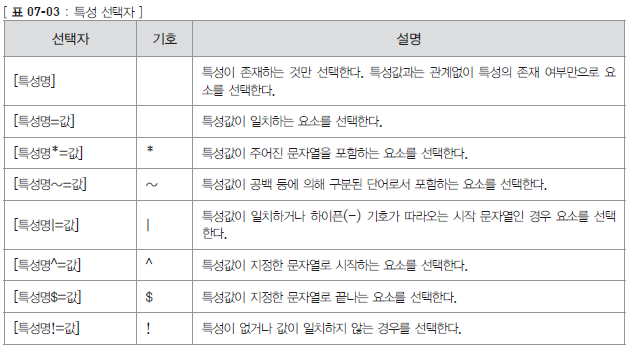 [ 표 07-03 : 특성 선택자 ]
선택자 기호 설명
[특성명] 특성이 존재하는 것만 선택한다. 특성값과는 관계없이 특성의 존재 여부만으로 요
소를 선택한다.
[특성명=값] 특성값이 일치하는 요소를 선택한다.
[특성명*=값] * 특성값이 주어진 문자열을 포함하는 요소를 선택한다.
[특성명~=값] ~ 특성값이 공백 등에 의해 구분된 단어로서 포함하는 요소를 선택한다.
[특성명|=값] | 특성값이 일치하거나 하이픈(-) 기호가 따라오는 시작 문자열인 경우 요소를 선택
한다.
[특성명^=값] ^ 특성값이 지정한 문자열로 시작하는 요소를 선택한다.
[특성명$=값] $ 특성값이 지정한 문자열로 끝나는 요소를 선택한다.
[특성명!=값] ! 특성이 없거나 값이 일치하지 않는 경우를 선택한다.